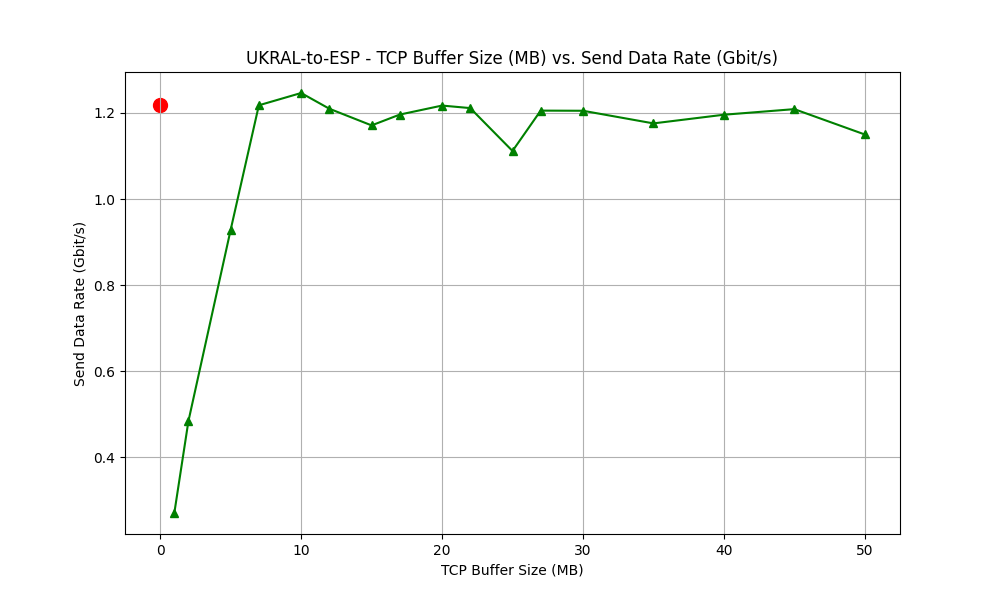 UKRAL-to-ESP - TCP Buffer Size (MB) vs. Send Data Rate (Gbit/s)
1.2
1.0
0.8
0.6
0.4
Send Data Rate (Gbit/s)
0 10 20 30 40 50
TCP Buffer Size (MB)